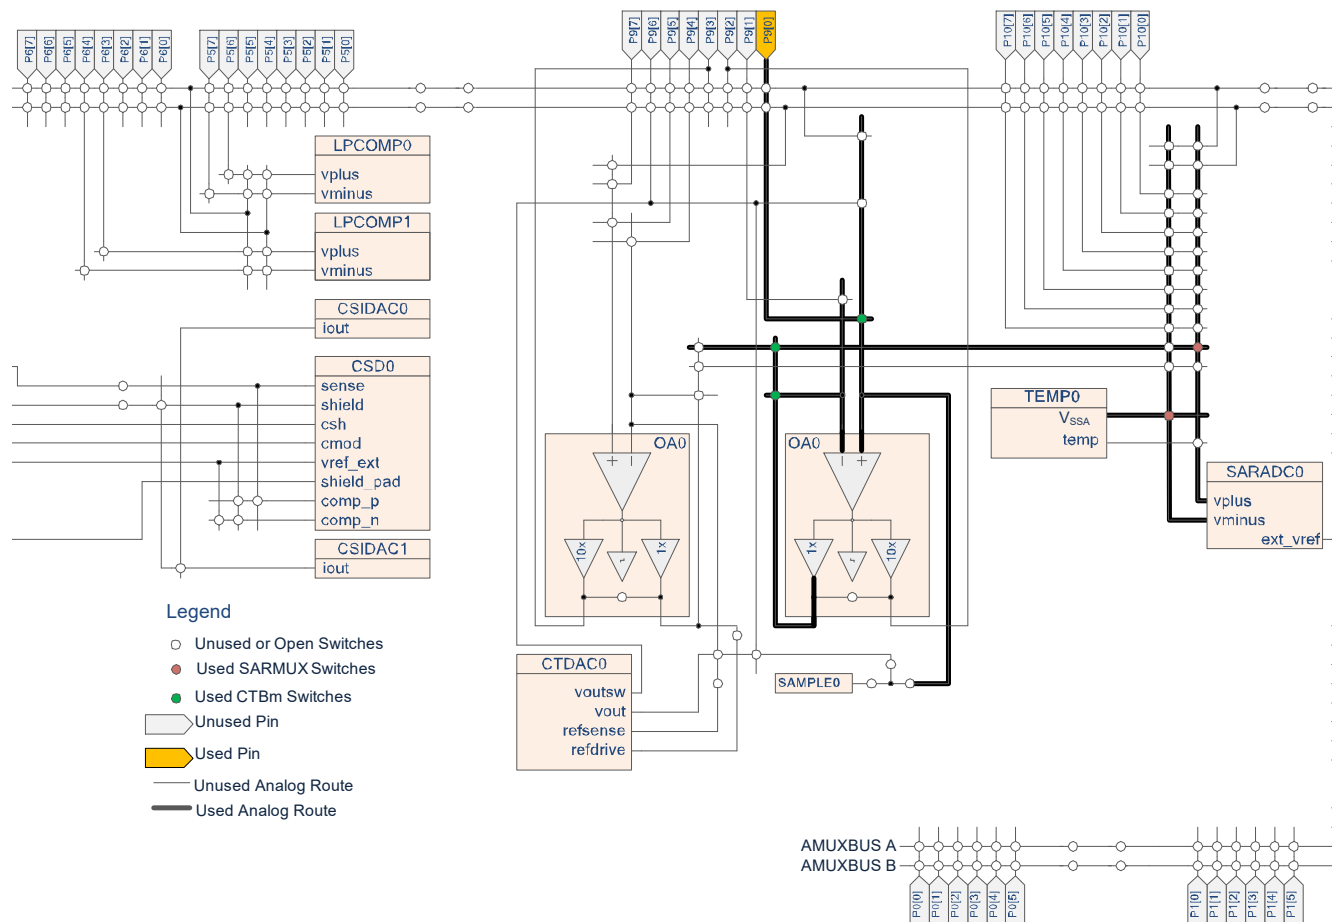 P6[7] P6[6] P6[5] P6[4] P6[3] P6[2] P6[1] P6[0] P5[7] P5[6] P5[5] P5[4] P5[3] P5[2] P5[1] P5[0] P9[7] P9[6] P9[5] P9[4] P9[3] P9[2] P9[1] P9[0] P10[7] P10[6] P10[5] P10[4] P10[3] P10[2] P10[1] P10[0]
LPCOMP0
vplus
vminus
LPCOMP1
vplus
vminus
CSIDAC0
iout
CSD0
sense
shield
csh
cmod
vref_ext
shield_pad
comp_p
comp_n
CSIDAC1
iout
OA0
+ −
10x
1x
OA0
− +
1x
10x
TEMP0
VSSA
temp
SARADC0
vplus
vminus
ext_vref
CTDAC0
voutsw
vout
refsense
refdrive
SAMPLE0
Legend
Unused or Open Switches
Used SARMUX Switches
Used CTBm Switches
Unused Pin
Used Pin
Unused Analog Route
Used Analog Route
AMUXBUS A
AMUXBUS B
P0[0] P0[1] P0[2] P0[3] P0[4] P0[5] P1[0] P1[1] P1[2] P1[3] P1[4] P1[5]